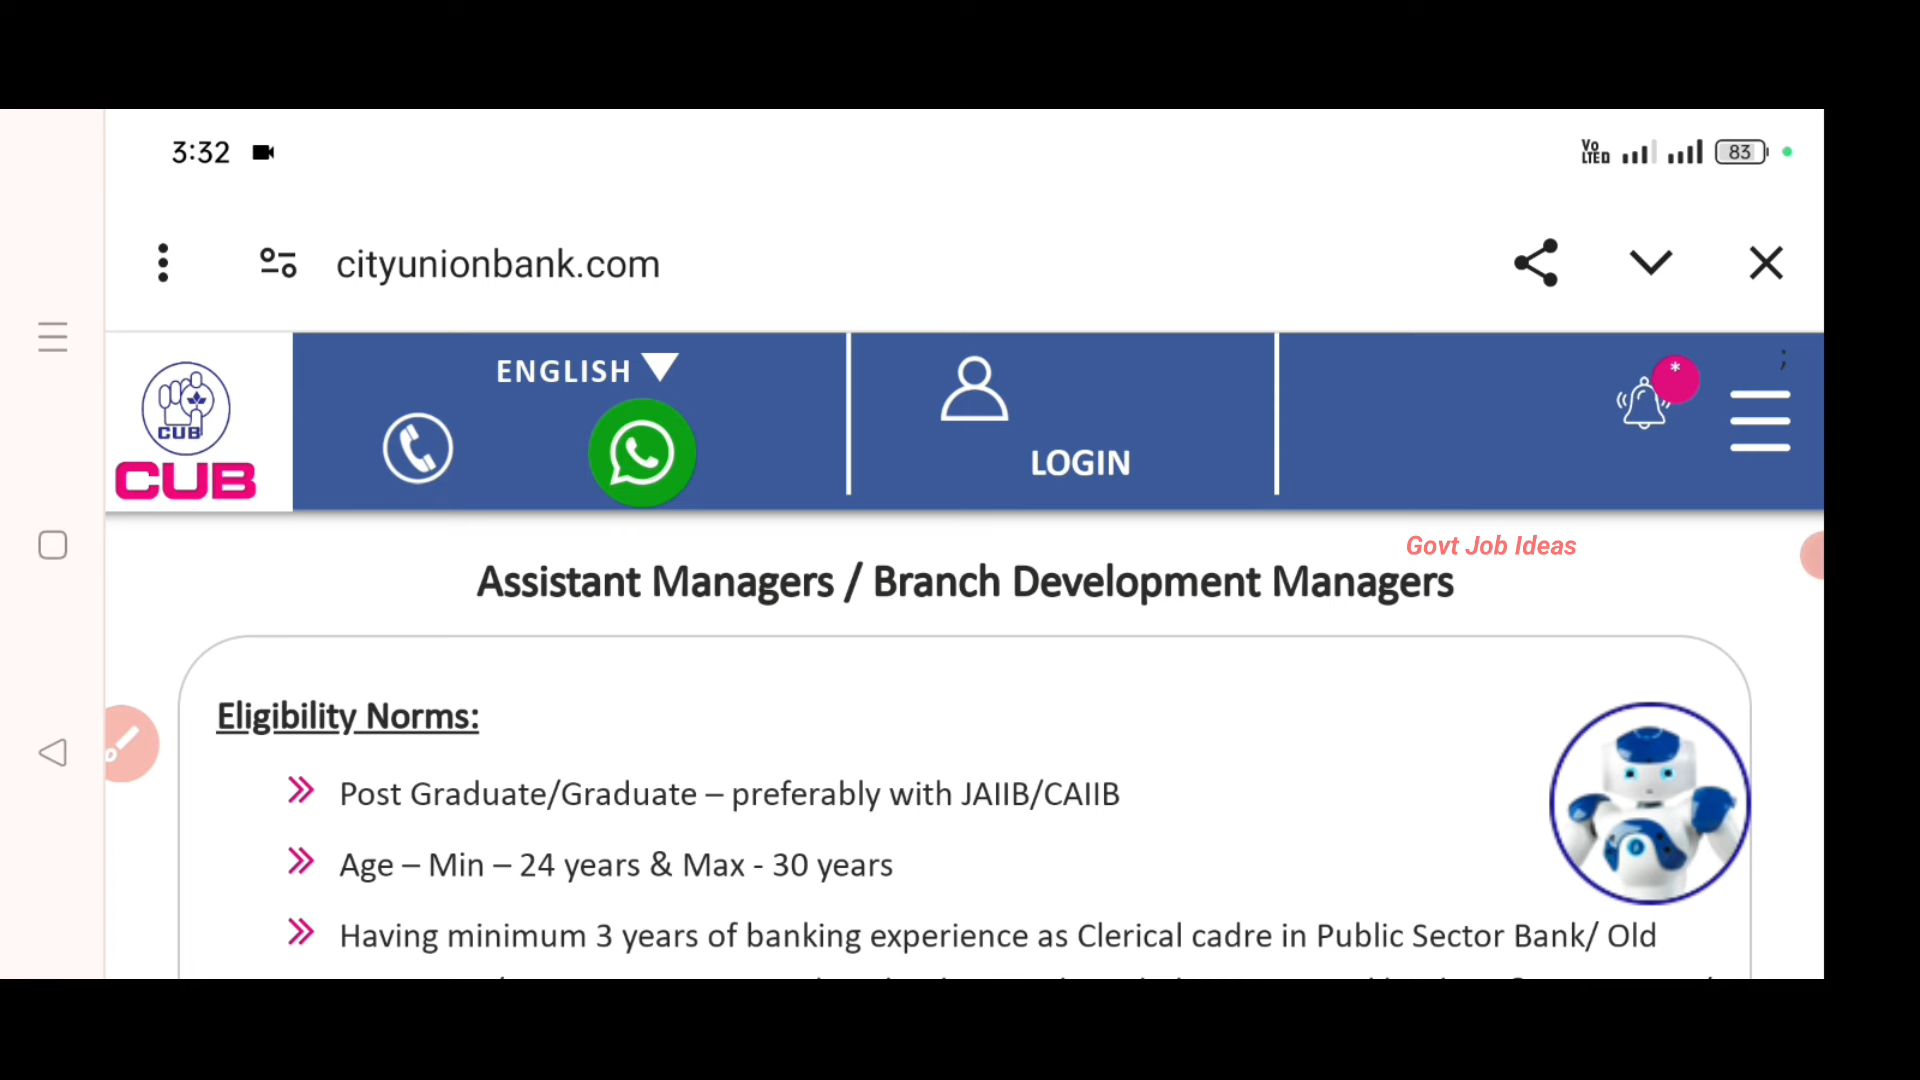 3:32
Vo
LTED
83
cityunionbank.com
;
ENGLISH
*
CUB
CUB
LOGIN
Govt Job Ideas
Assistant Managers / Branch Development Managers
Eligibility Norms:
Post Graduate/Graduate – preferably with JAIIB/CAIIB
Age – Min – 24 years & Max - 30 years
Having minimum 3 years of banking experience as Clerical cadre in Public Sector Bank/ Old